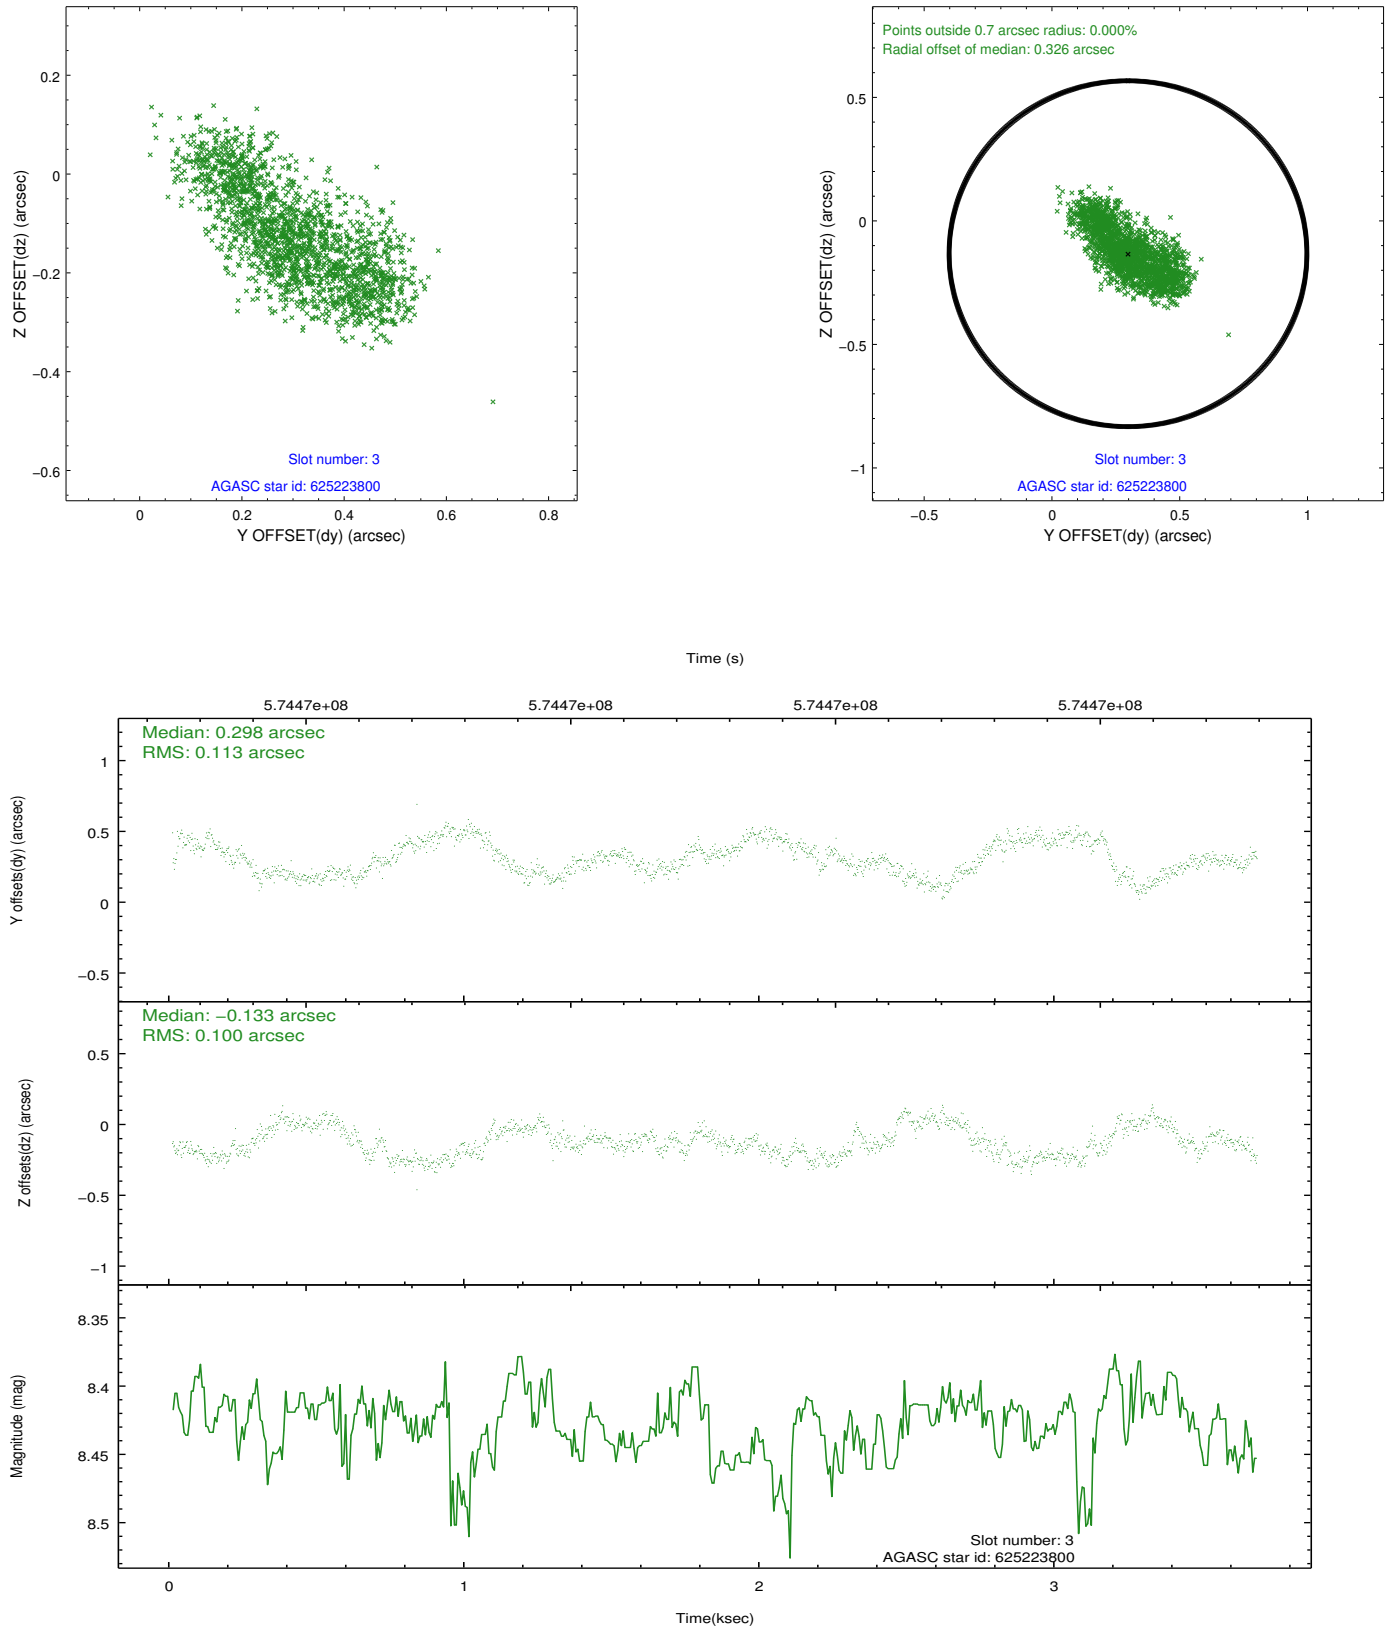 0.2
0
−0.2
−0.4
−0.6
Z OFFSET(dz) (arcsec)
Slot number: 3
AGASC star id: 625223800
0 0.2 0.4 0.6 0.8
Y OFFSET(dy) (arcsec)
Points outside 0.7 arcsec radius: 0.000%
Radial offset of median: 0.326 arcsec
0.5
0
−0.5
−1
Z OFFSET(dz) (arcsec)
Slot number: 3
AGASC star id: 625223800
−0.5 0 0.5 1
Y OFFSET(dy) (arcsec)
Time (s)
5.7447e+08 5.7447e+08 5.7447e+08 5.7447e+08
Median: 0.298 arcsec
RMS: 0.113 arcsec
1
0.5
0
−0.5
Y offsets(dy) (arcsec)
Median: −0.133 arcsec
RMS: 0.100 arcsec
0.5
0
−0.5
−1
Z offsets(dz) (arcsec)
8.35
8.4
8.45
8.5
Magnitude (mag)
Slot number: 3
AGASC star id: 625223800
0 1 2 3
Time(ksec)